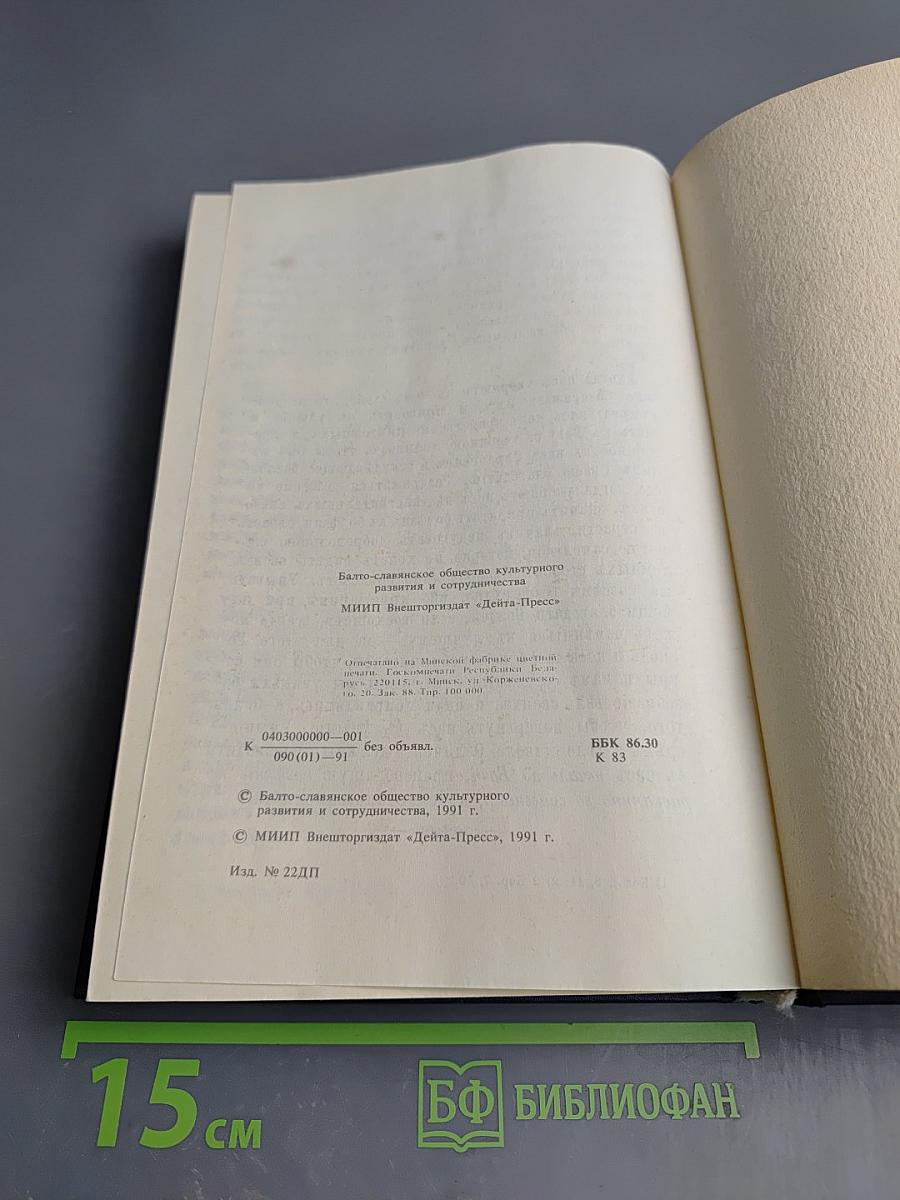 Балто-славянское общество культурного
развития и сотрудничества
МИИП Внешторгиздат «Дейта-Пресс»
Отпечатано на Минской фабрике цветной
печати. Госкомпечати Республики Бела-
русь. 220115, г. Минск, ул. Корженевско-
го, 20. Зак. 88. Тир. 100 000
К 0403000000—001 без объявл.
090(01)—91
ББК 86.30
К 83
© Балто-славянское общество культурного
развития и сотрудничества, 1991 г.
© МИИП Внешторгиздат «Дейта-Пресс», 1991 г.
Изд. № 22ДП
15 см
БФ БИБЛИОФАН